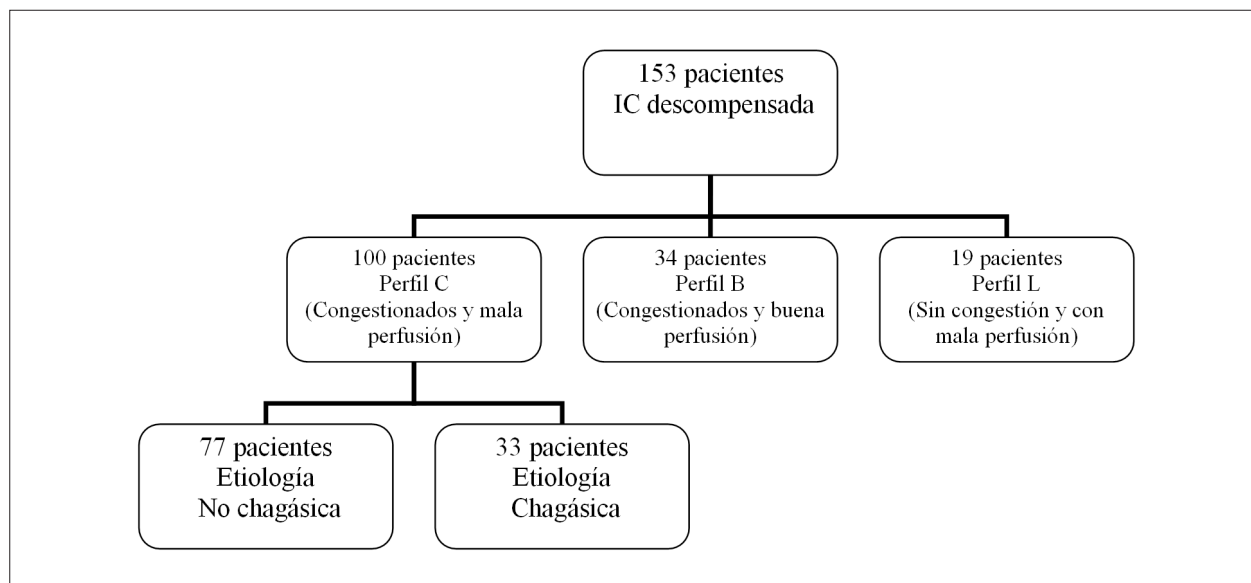 153 pacientes
IC descompensada
100 pacientes
Perfil C
(Congestionados y mala
perfusión)
34 pacientes
Perfil B
(Congestionados y buena
perfusión)
19 pacientes
Perfil L
(Sin congestión y con
mala perfusión)
77 pacientes
Etiología
No chagásica
33 pacientes
Etiología
Chagásica